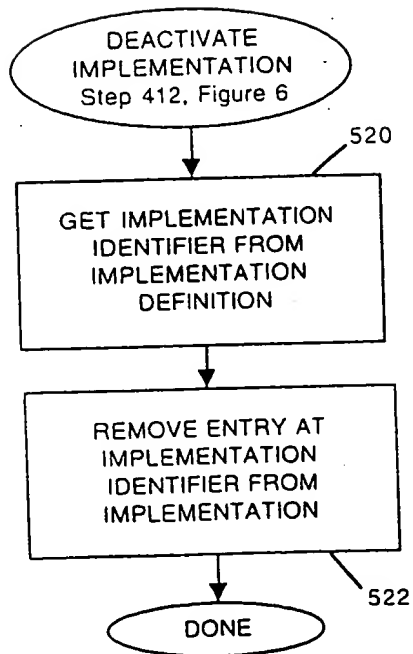 DEACTIVATE
IMPLEMENTATION
Step 412, Figure 6
520
GET IMPLEMENTATION
IDENTIFIER FROM
IMPLEMENTATION
DEFINITION
REMOVE ENTRY AT
IMPLEMENTATION
IDENTIFIER FROM
IMPLEMENTATION
522
DONE